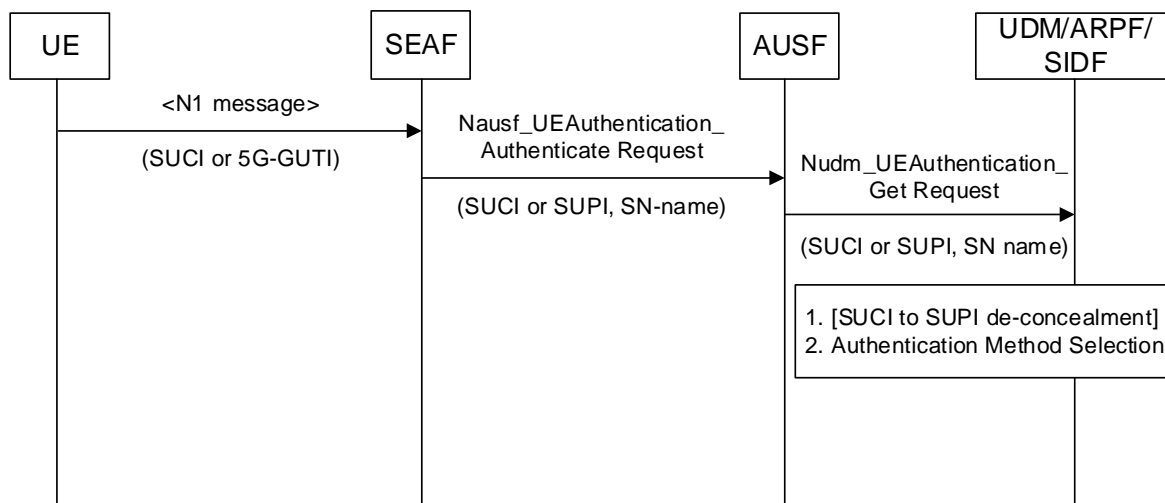 UE
SEAF
AUSF
UDM/ARPF/
SIDF
<N1 message>
(SUCI or 5G-GUTI)
Nausf_UEAuthentication_
Authenticate Request
(SUCI or SUPI, SN-name)
Nudm_UEAuthentication_
Get Request
(SUCI or SUPI, SN name)
1. [SUCI to SUPI de-concealment]
2. Authentication Method Selection